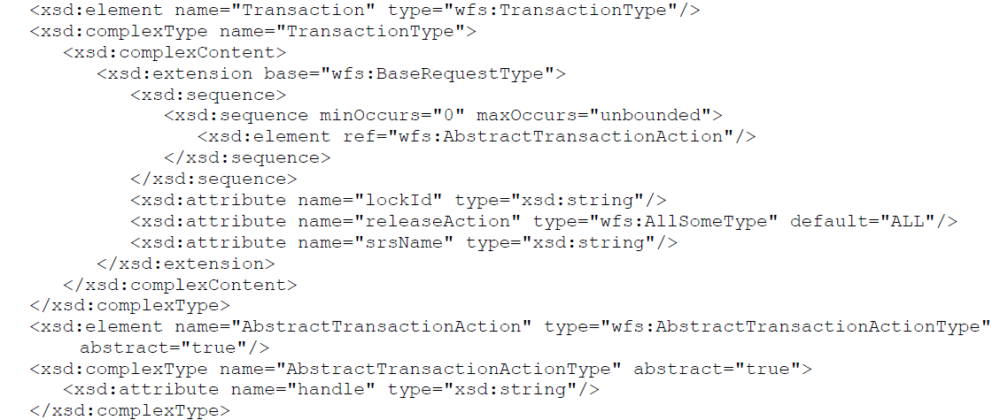 <xsd:element name="Transaction" type="wfs:TransactionType"/>
<xsd:complexType name="TransactionType">
<xsd:complexContent>
<xsd:extension base="wfs:BaseRequestType">
<xsd:sequence>
<xsd:sequence minOccurs="0" maxOccurs="unbounded">
<xsd:element ref="wfs:AbstractTransactionAction"/>
</xsd:sequence>
</xsd:sequence>
<xsd:attribute name="lockId" type="xsd:string"/>
<xsd:attribute name="releaseAction" type="wfs:AllSomeType" default="ALL"/>
<xsd:attribute name="srsName" type="xsd:string"/>
</xsd:extension>
</xsd:complexContent>
</xsd:complexType>
<xsd:element name="AbstractTransactionAction" type="wfs:AbstractTransactionActionType"
abstract="true"/>
<xsd:complexType name="AbstractTransactionActionType" abstract="true">
<xsd:attribute name="handle" type="xsd:string"/>
</xsd:complexType>